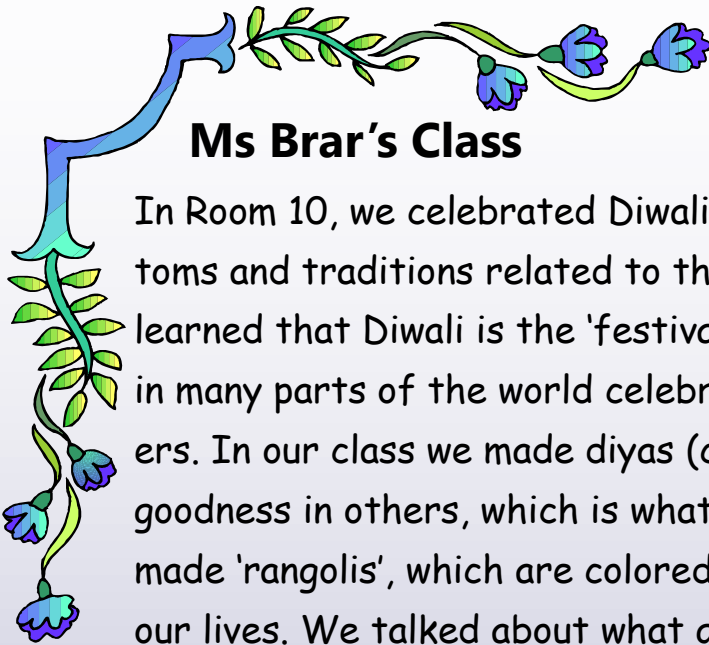 Ms Brar's Class
In Room 10, we celebrated Diwali
toms and traditions related to th
learned that Diwali is the 'festiva
in many parts of the world celebr
ers. In our class we made diyas (
goodness in others, which is what
made 'rangolis', which are colored
our lives. We talked about what